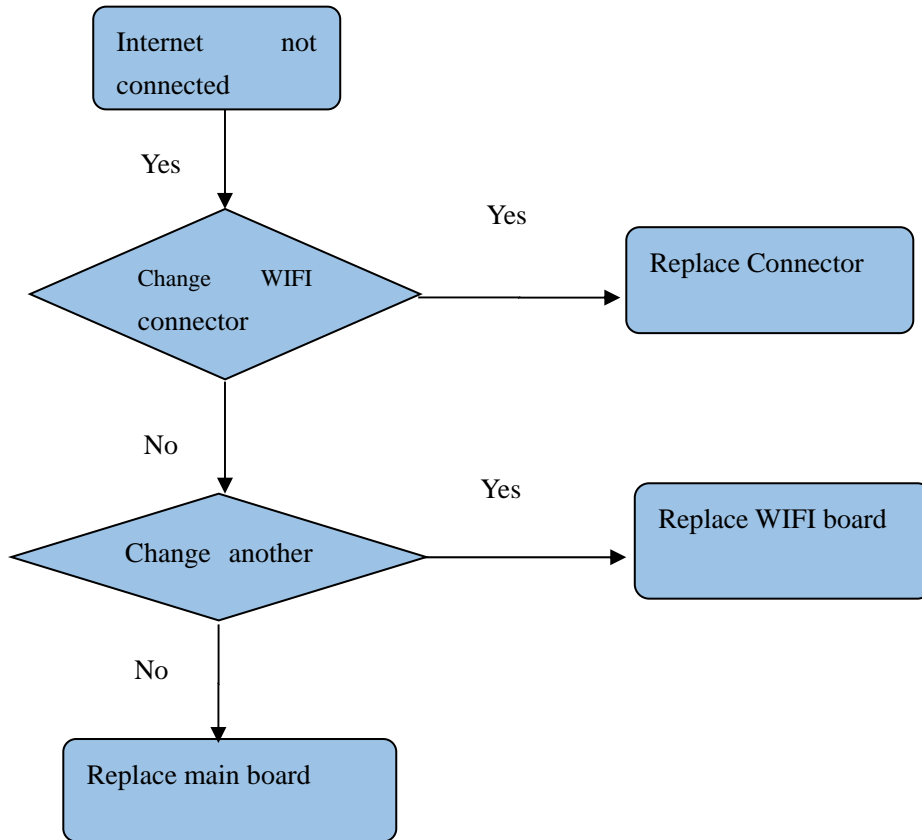 Internet not
connected
Yes
Yes
Change WIFI
connector
Replace Connector
No
Yes
Change another
Replace WIFI board
No
Replace main board